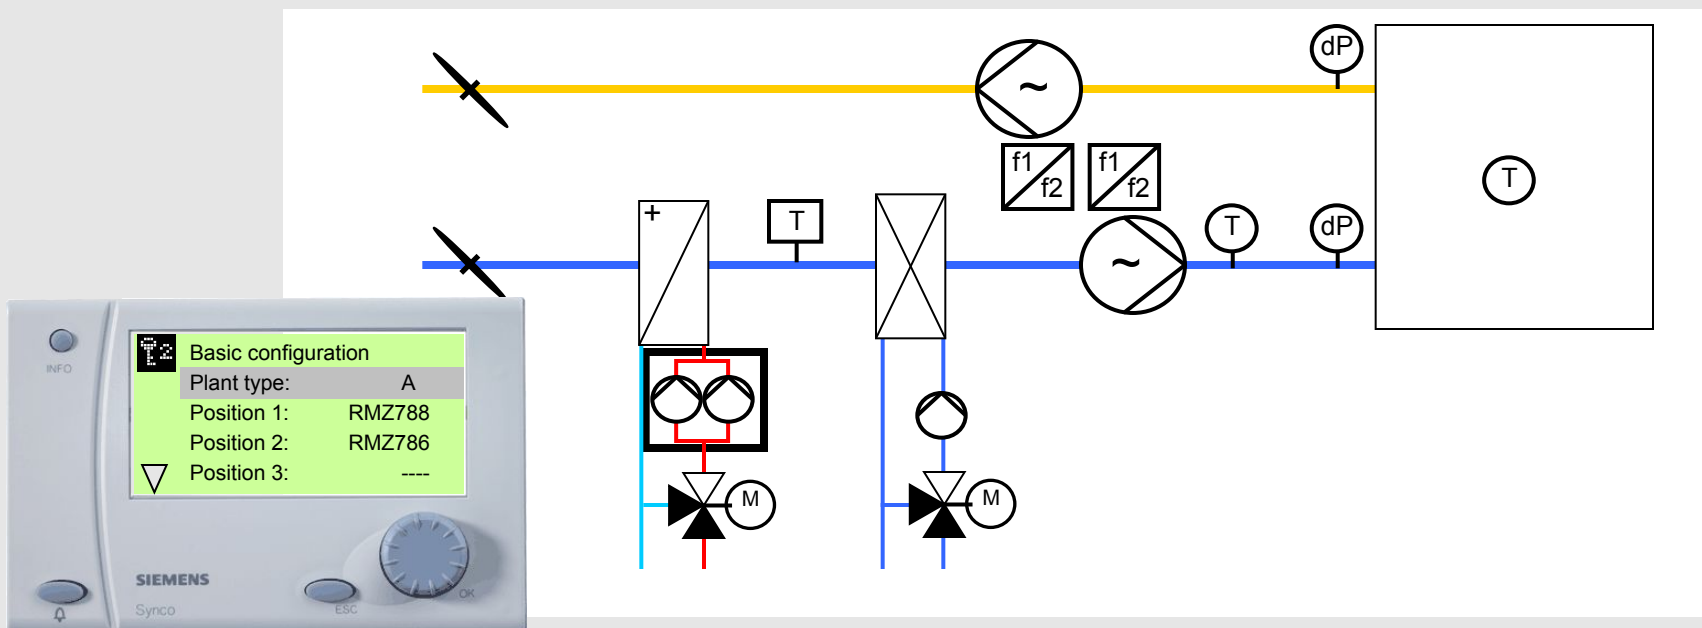 dP
~
f1
f2
f1
f2
T
+
T
T
dP
~
INFO
2
Basic configuration
Plant type: A
Position 1: RMZ788
Position 2: RMZ786
Position 3: ----
M
M
SIEMENS
Synco
ESC
OK